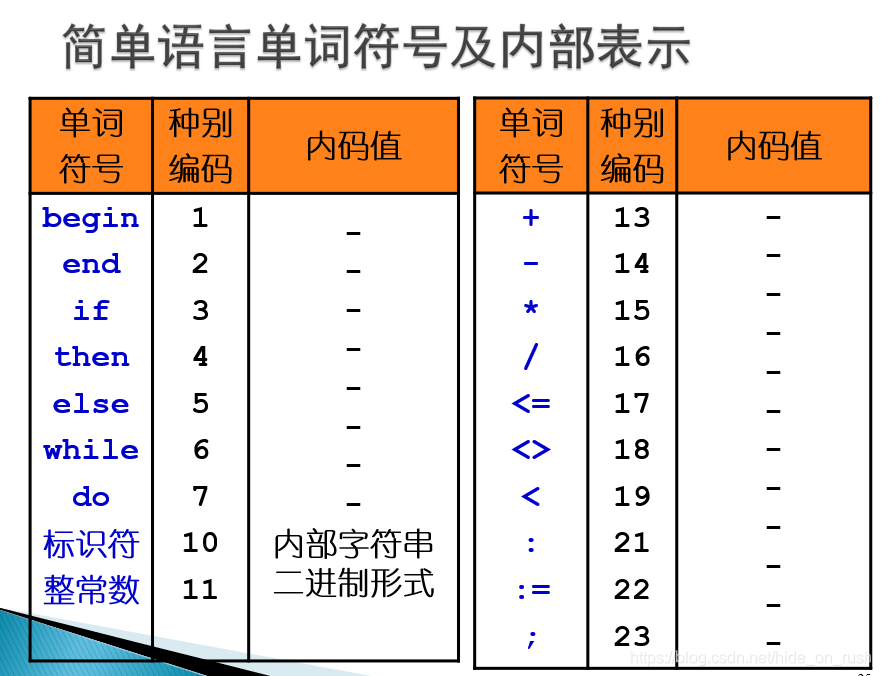 简单语言单词符号及内部表示
单词符号 种别编码 内码值
begin 1 –
end 2 –
if 3 –
then 4 –
else 5 –
while 6 –
do 7 –
–
标识符 10 内部字符串
整常数 11 二进制形式
单词符号 种别编码 内码值
+ 13 –
- 14 –
* 15 –
/ 16 –
<= 17 –
<> 18 –
< 19 –
: 21 –
:= 22 –
; 23 –
–
–
https://blog.csdn.net/hide_on_rush